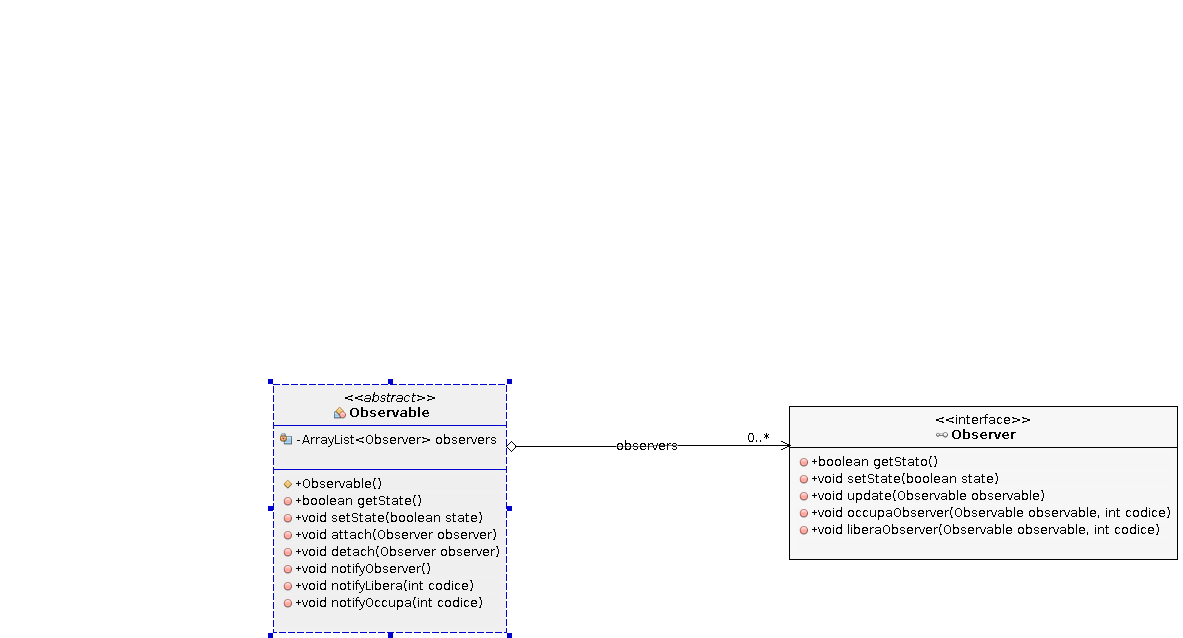 <<abstract>>
Observable
-ArrayList<Observer> observers
+Observable()
+boolean getState()
+void setState(boolean state)
+void attach(Observer observer)
+void detach(Observer observer)
+void notifyObserver()
+void notifyLibera(int codice)
+void notifyOccupa(int codice)
observers
0..*
<<interface>>
Observer
+boolean getStato()
+void setState(boolean state)
+void update(Observable observable)
+void occupaObserver(Observable observable, int codice)
+void liberaObserver(Observable observable, int codice)